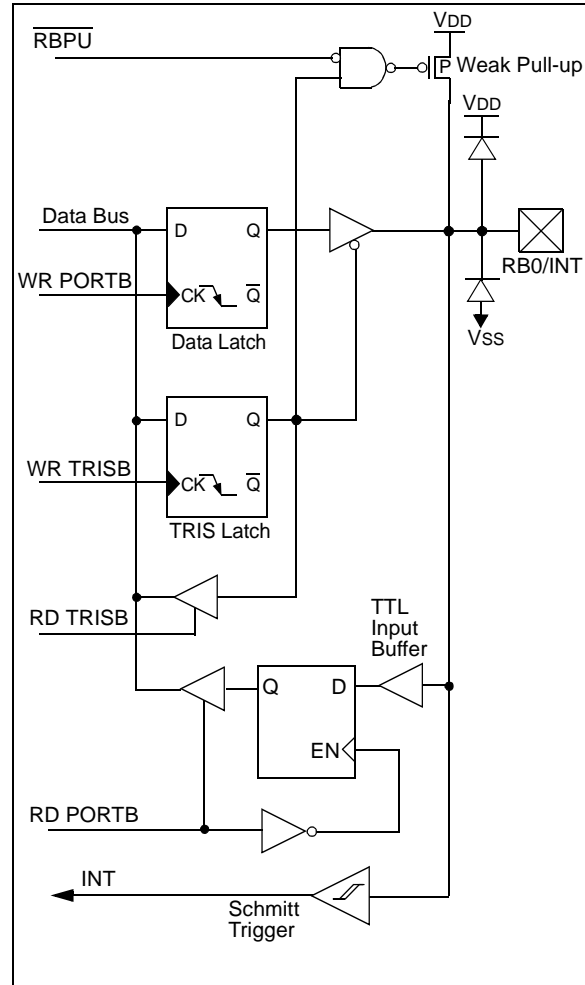 VDD
R̅B̅P̅U̅
P
Weak Pull-up
VDD
Data Bus
D
Q
RB0/INT
WR PORTB
CK
Q̅
Data Latch
VSS
D
Q
WR TRISB
CK
Q̅
TRIS Latch
RD TRISB
TTL
Input
Buffer
Q
D
EN
RD PORTB
INT
Schmitt
Trigger